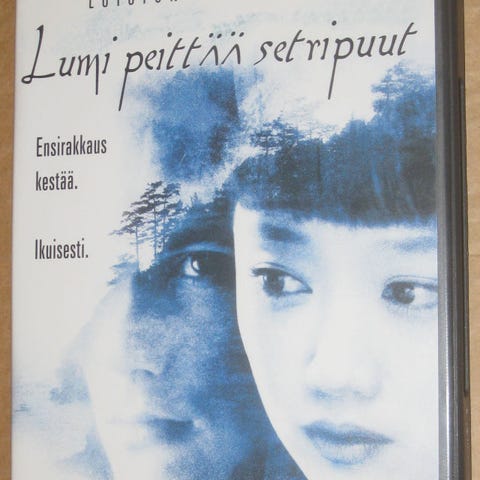 Lumi peittää setripuut
Ensirakkaus
kestää.
Ikuisesti.